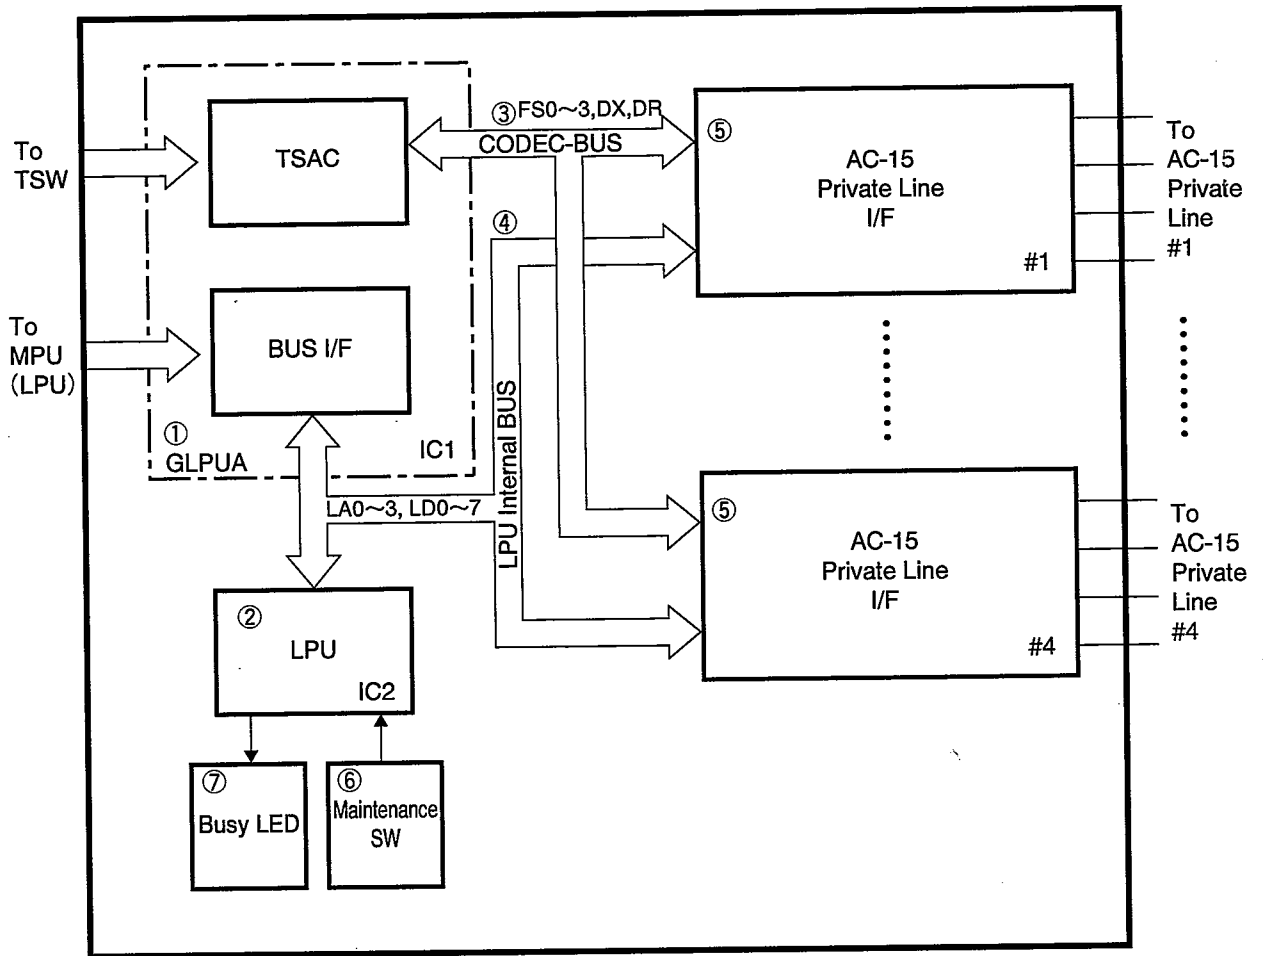 To
TSW
TSAC
③FS0～3,DX,DR
CODEC-BUS
⑤
AC-15
Private Line
I/F
#1
To
AC-15
Private
Line
#1
④
To
MPU
(LPU)
BUS I/F
①
GLPUA
IC1
LA0～3, LD0～7
LPU Internal BUS
⑤
AC-15
Private Line
I/F
#4
To
AC-15
Private
Line
#4
②
LPU
IC2
⑦
Busy LED
⑥
Maintenance
SW